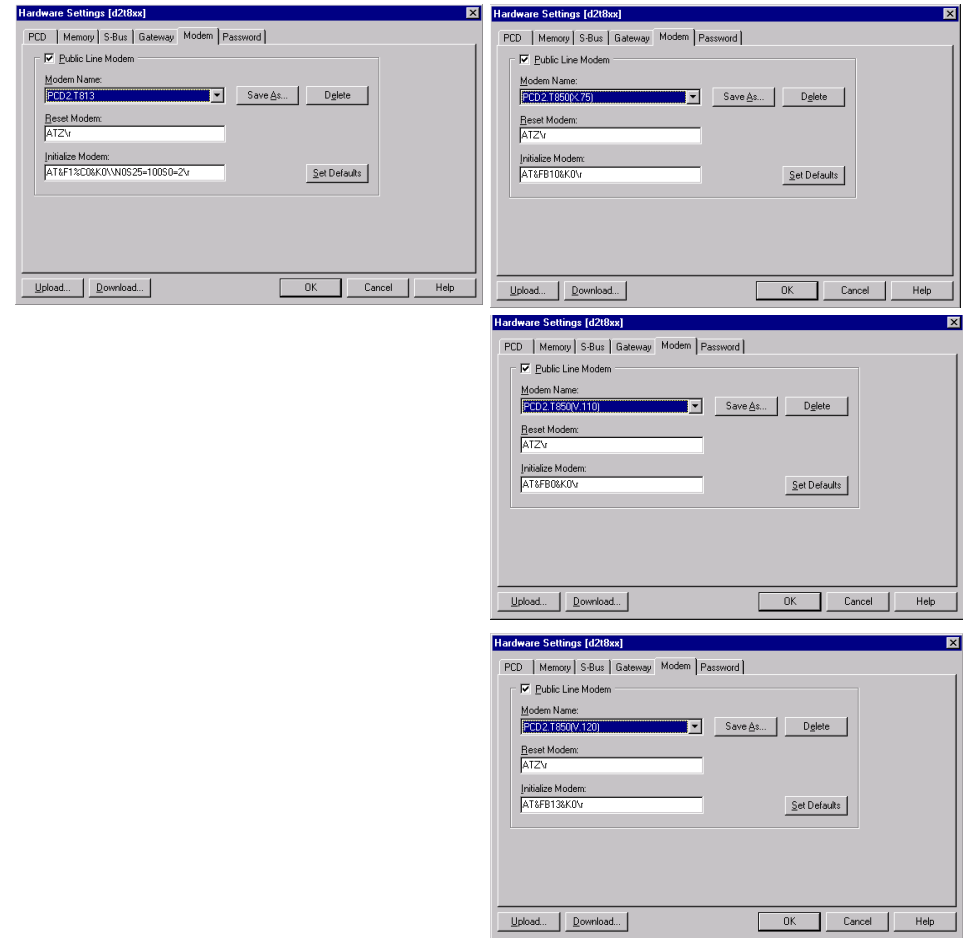 Hardware Settings [d2t8xx]
PCD Memory S-Bus Gateway Modem Password
Public Line Modem
Modem Name:
PCD2.T813 Save As... Delete
Reset Modem:
ATZ\r
Initialize Modem:
AT&F1%C0&K0\\N0S25=100S0=2\r Set Defaults
Upload... Download... OK Cancel Help
Hardware Settings [d2t8xx]
PCD Memory S-Bus Gateway Modem Password
Public Line Modem
Modem Name:
PCD2.T850(X.75) Save As... Delete
Reset Modem:
ATZ\r
Initialize Modem:
AT&FB10&K0\r Set Defaults
Upload... Download... OK Cancel Help
Hardware Settings [d2t8xx]
PCD Memory S-Bus Gateway Modem Password
Public Line Modem
Modem Name:
PCD2.T850(V.110) Save As... Delete
Reset Modem:
ATZ\r
Initialize Modem:
AT&FB0&K0\r Set Defaults
Upload... Download... OK Cancel Help
Hardware Settings [d2t8xx]
PCD Memory S-Bus Gateway Modem Password
Public Line Modem
Modem Name:
PCD2.T850(V.120) Save As... Delete
Reset Modem:
ATZ\r
Initialize Modem:
AT&FB13&K0\r Set Defaults
Upload... Download... OK Cancel Help